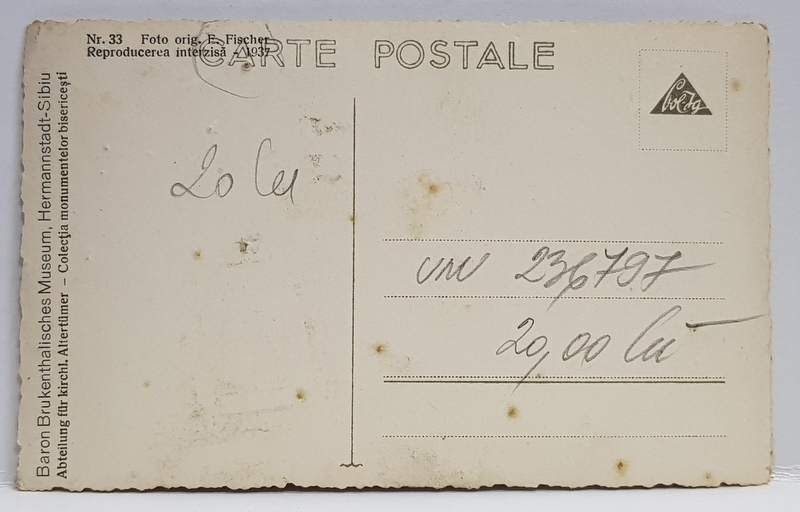 Nr. 33 Foto orig. E. Fischer
Reproducerea interzisă - 1937
CARTE POSTALE
Baron Brukenthalisches Museum, Hermannstadt-Sibiu
Abteilung für kirchl. Altertümer – Colecția monumentelor bisericești
20 lei
236797
20,00 lei